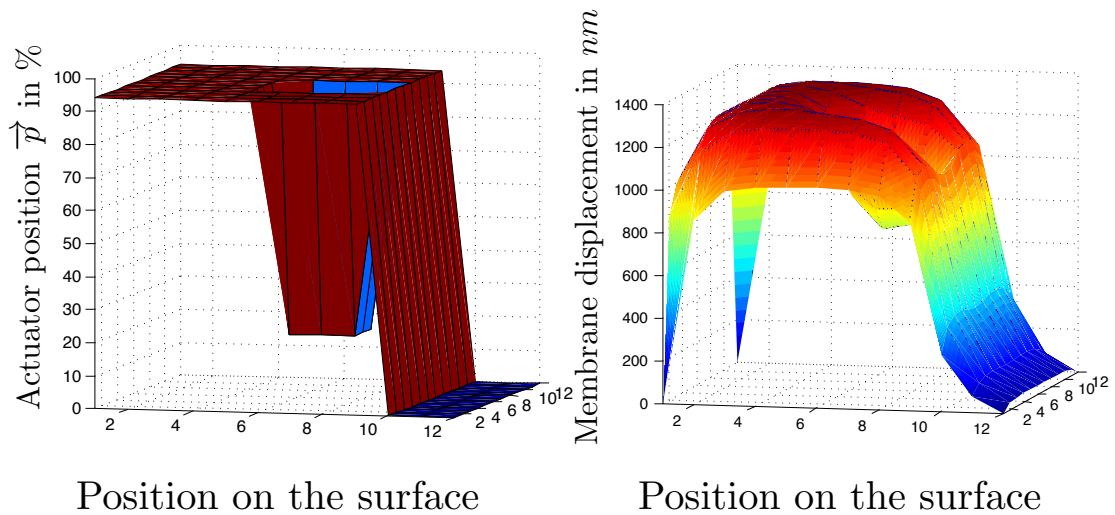 Actuator position p⃗ in %
100
90
80
70
60
50
40
30
20
10
0
2 4 6 8 10 12
2 4 6 8 10 12
Position on the surface
Membrane displacement in nm
1400
1200
1000
800
600
400
200
0
2 4 6 8 10 12
2 4 6 8 10 12
Position on the surface